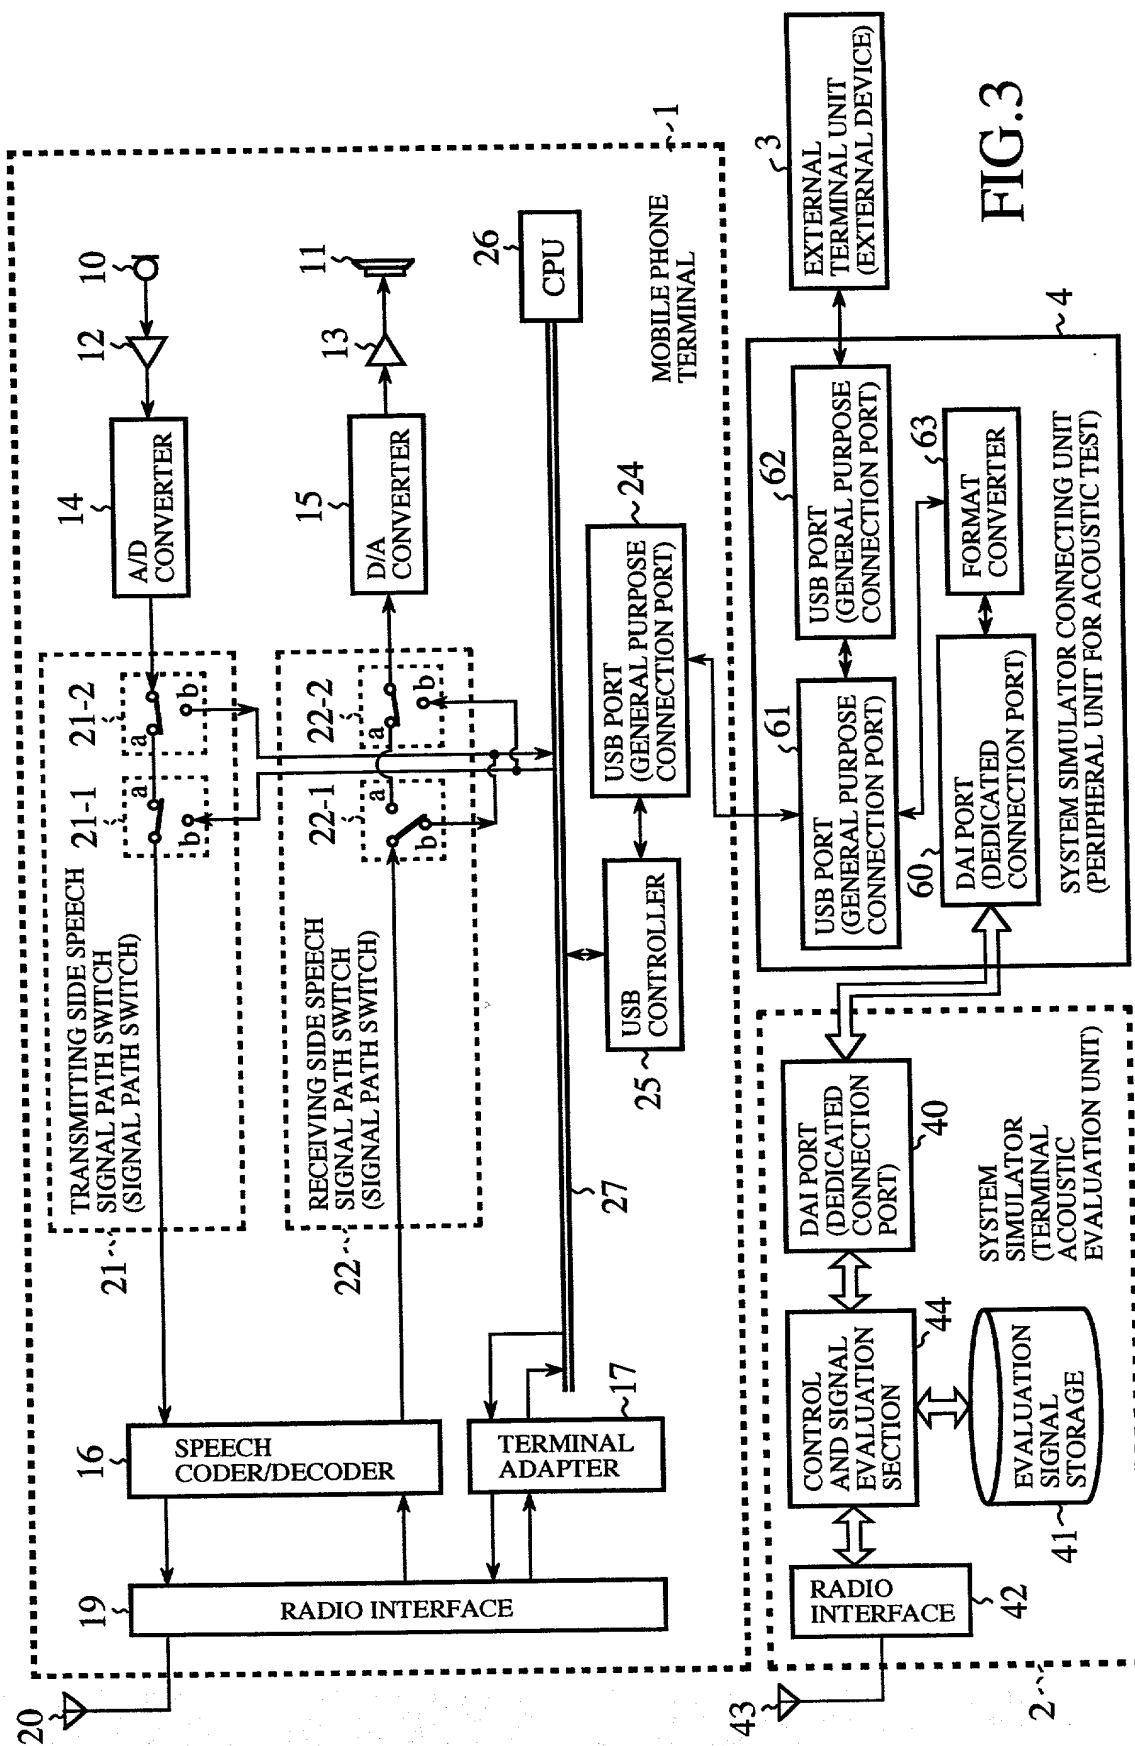 20
19
RADIO INTERFACE
16
SPEECH
CODER/DECODER
17
TERMINAL
ADAPTER
21
TRANSMITTING SIDE SPEECH
SIGNAL PATH SWITCH
(SIGNAL PATH SWITCH)
21-1
a
b
21-2
a
b
14
A/D
CONVERTER
12
10
22
RECEIVING SIDE SPEECH
SIGNAL PATH SWITCH
(SIGNAL PATH SWITCH)
22-1
a
b
22-2
a
b
15
D/A
CONVERTER
13
11
26
CPU
27
25
USB
CONTROLLER
24
USB PORT
(GENERAL PURPOSE
CONNECTION PORT)
MOBILE PHONE
TERMINAL
1
43
42
RADIO
INTERFACE
44
CONTROL
AND SIGNAL
EVALUATION
SECTION
41
EVALUATION
SIGNAL
STORAGE
40
DAI PORT
(DEDICATED
CONNECTION
PORT)
SYSTEM
SIMULATOR
(TERMINAL
ACOUSTIC
EVALUATION UNIT)
2
61
USB PORT
(GENERAL PURPOSE
CONNECTION PORT)
62
USB PORT
(GENERAL PURPOSE
CONNECTION PORT)
60
DAI PORT
(DEDICATED
CONNECTION PORT)
63
FORMAT
CONVERTER
SYSTEM SIMULATOR CONNECTING UNIT
(PERIPHERAL UNIT FOR ACOUSTIC TEST)
4
3
EXTERNAL
TERMINAL UNIT
(EXTERNAL DEVICE)
FIG.3